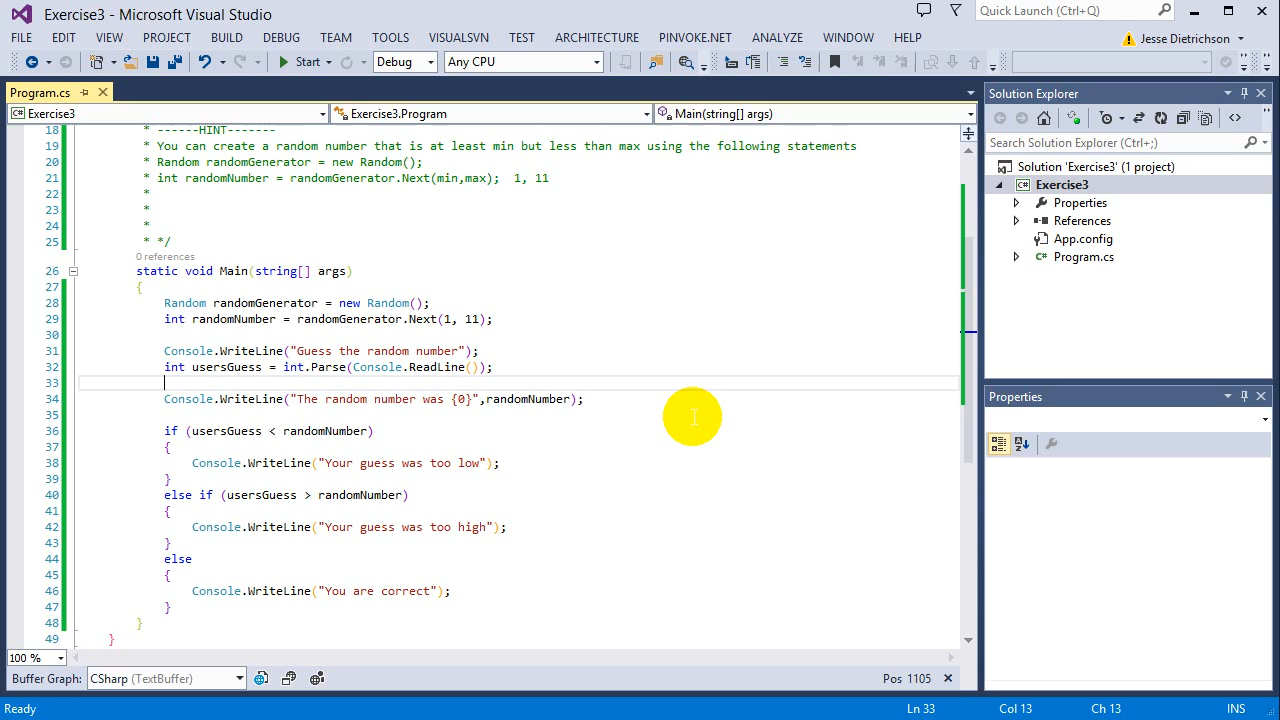 Exercise3 - Microsoft Visual Studio
Quick Launch (Ctrl+Q)
FILE EDIT VIEW PROJECT BUILD DEBUG TEAM TOOLS VISUALSVN TEST ARCHITECTURE PINVOKE.NET ANALYZE WINDOW HELP
Jesse Dietrichson
Start Debug Any CPU
Program.cs
Exercise3 Exercise3.Program Main(string[] args)
18 * ------HINT-------
19 * You can create a random number that is at least min but less than max using the following statements
20 * Random randomGenerator = new Random();
21 * int randomNumber = randomGenerator.Next(min,max);  1, 11
22 *
23 *
24 *
25 * */
0 references
26 static void Main(string[] args)
27 {
28 Random randomGenerator = new Random();
29 int randomNumber = randomGenerator.Next(1, 11);
30
31 Console.WriteLine("Guess the random number");
32 int usersGuess = int.Parse(Console.ReadLine());
33
34 Console.WriteLine("The random number was {0}",randomNumber);
35
36 if (usersGuess < randomNumber)
37 {
38 Console.WriteLine("Your guess was too low");
39 }
40 else if (usersGuess > randomNumber)
41 {
42 Console.WriteLine("Your guess was too high");
43 }
44 else
45 {
46 Console.WriteLine("You are correct");
47 }
48 }
49 }
100 %
Buffer Graph: CSharp (TextBuffer) Pos 1105
Solution Explorer
Search Solution Explorer (Ctrl+;)
Solution 'Exercise3' (1 project)
Exercise3
Properties
References
App.config
Program.cs
Properties
Ready Ln 33 Col 13 Ch 13 INS